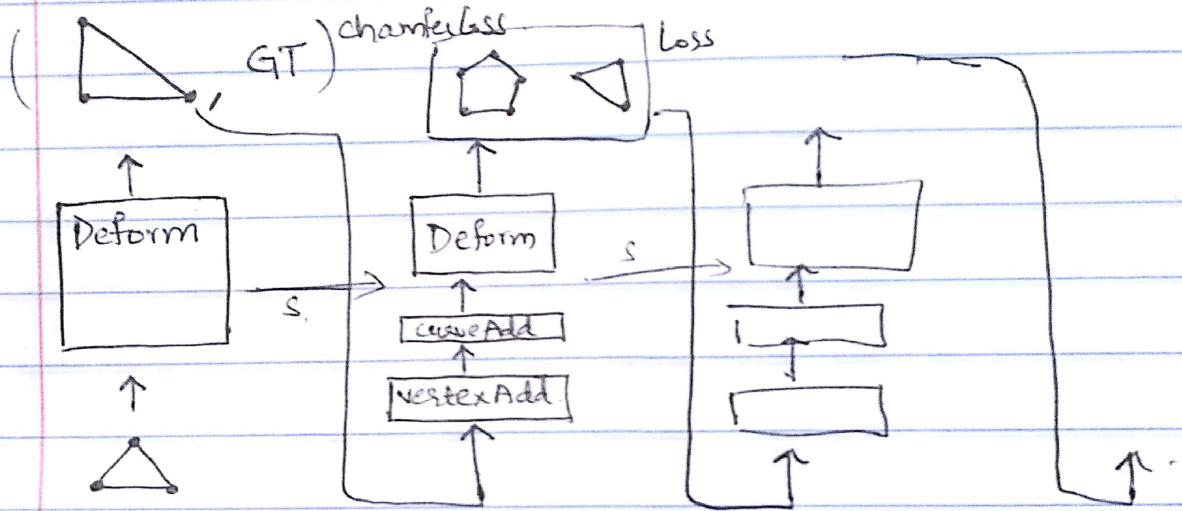 ( , GT) chamferloss
Loss
Deform
Deform
S.
S
curveAdd
vertexAdd